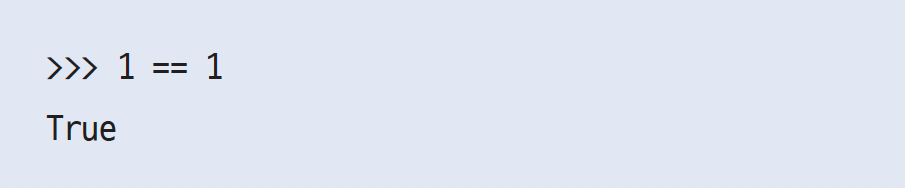 >>> 1 == 1
True